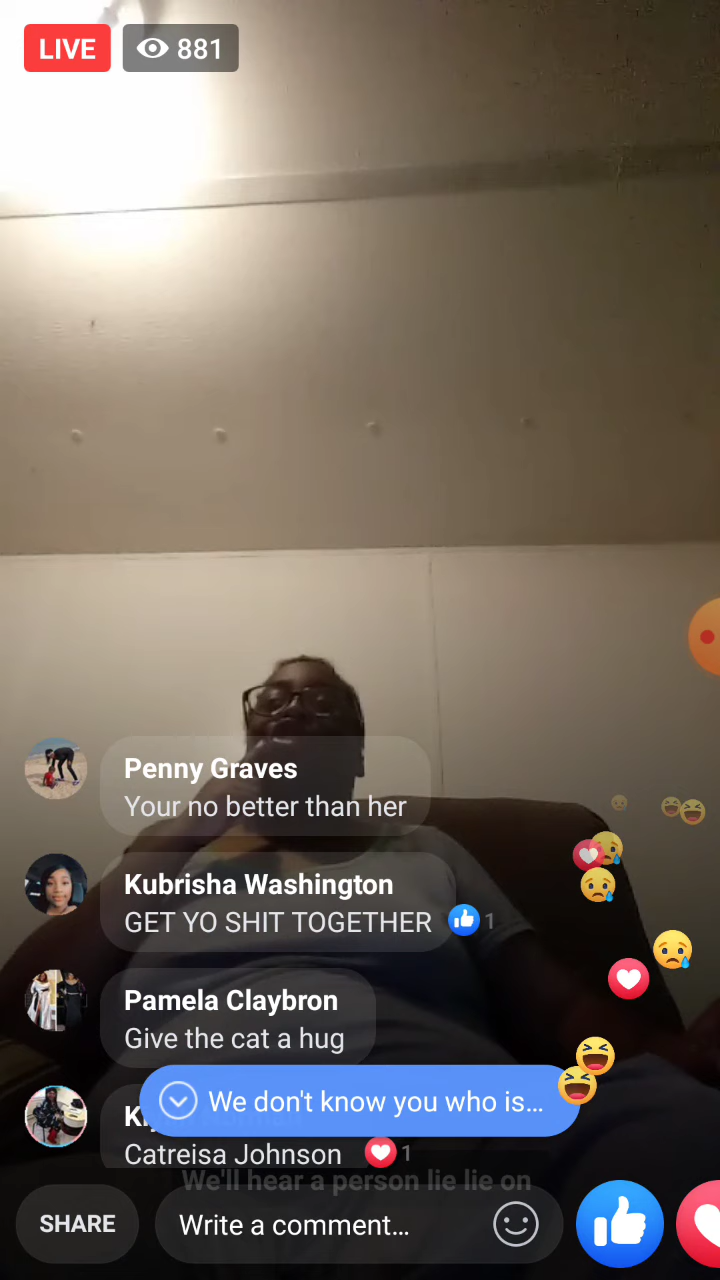 LIVE 881
Penny Graves
Your no better than her
Kubrisha Washington
GET YO SHIT TOGETHER 1
Pamela Claybron
Give the cat a hug
We don't know you who is...
Catreisa Johnson 1
We'll hear a person lie lie on
SHARE Write a comment...